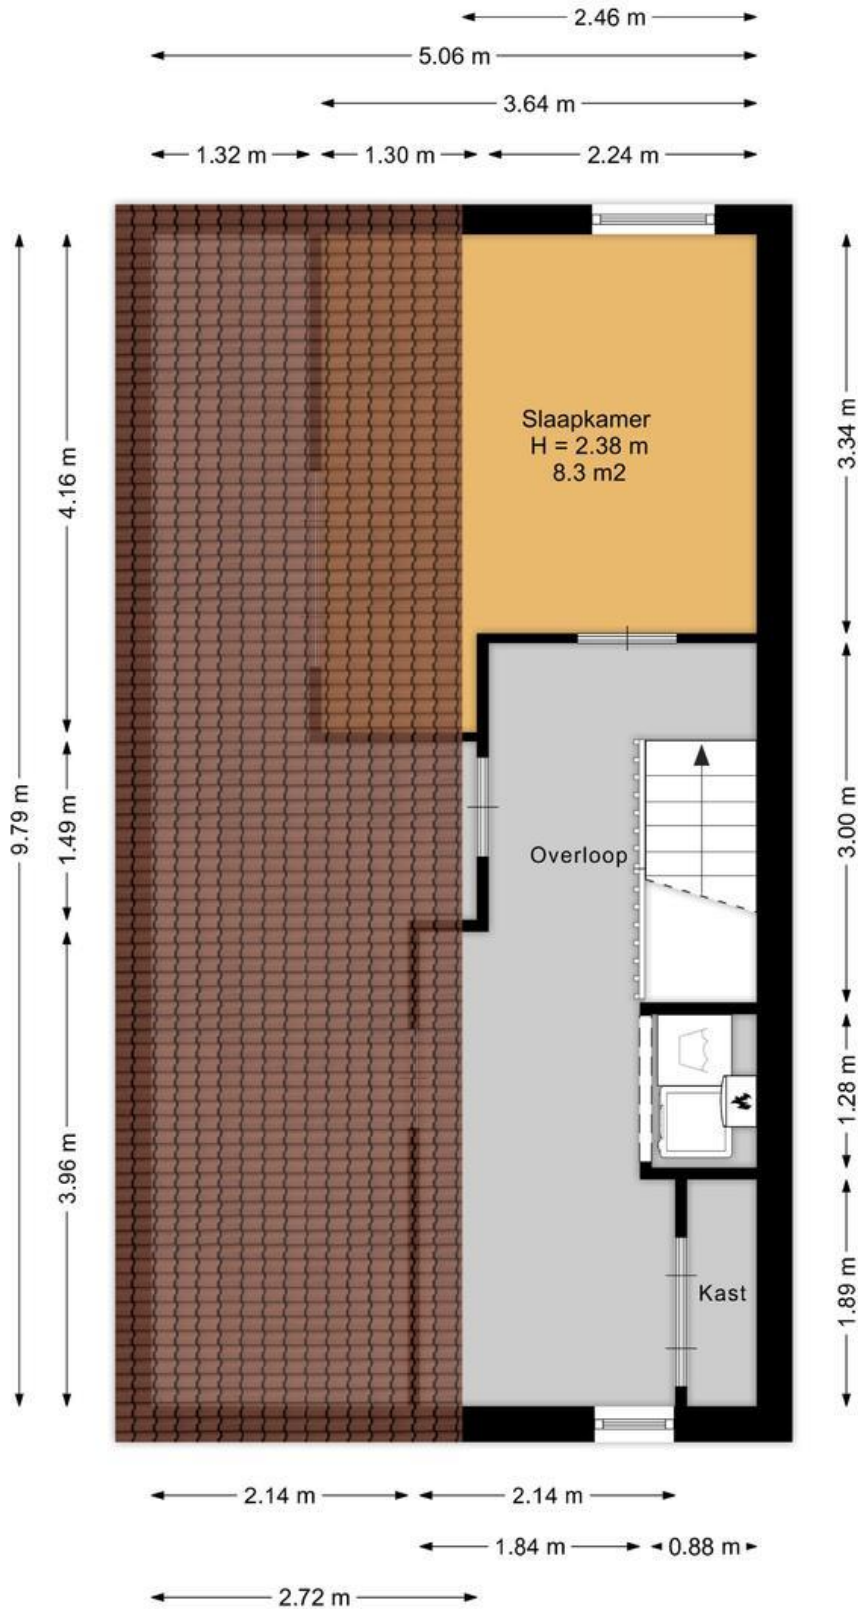 2.46 m
5.06 m
3.64 m
1.32 m
1.30 m
2.24 m
Slaapkamer
H = 2.38 m
8.3 m2
3.34 m
4.16 m
9.79 m
1.49 m
Overloop
3.00 m
1.28 m
3.96 m
Kast
1.89 m
2.14 m
2.14 m
1.84 m
0.88 m
2.72 m